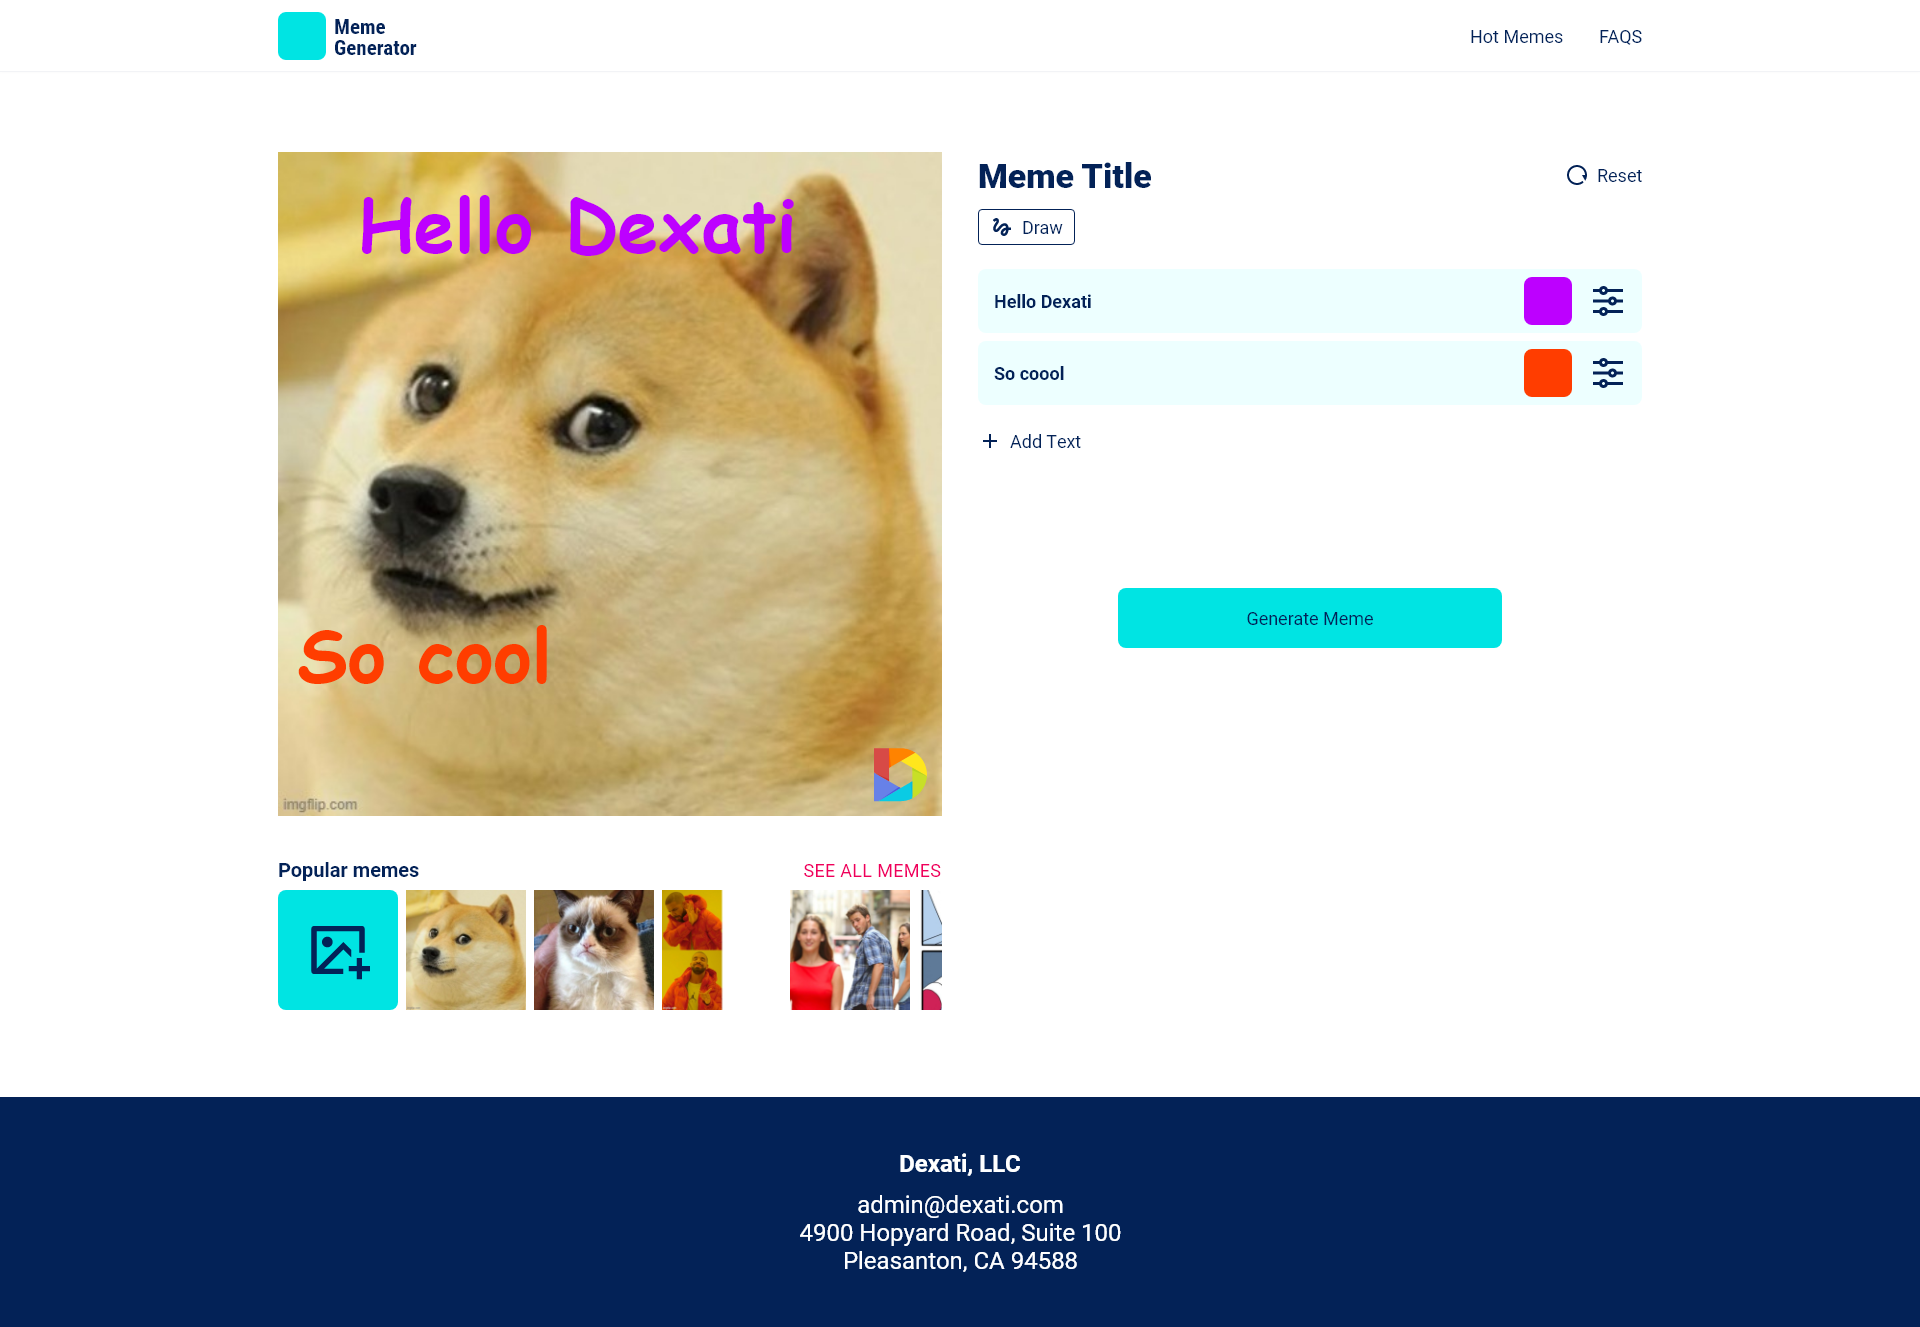 Meme
Generator
Hot Memes
FAQS
Hello Dexati
So cool
imgflip.com
Meme Title
Reset
Draw
Hello Dexati
So coool
Add Text
Generate Meme
Popular memes
SEE ALL MEMES
Dexati, LLC
admin@dexati.com
4900 Hopyard Road, Suite 100
Pleasanton, CA 94588